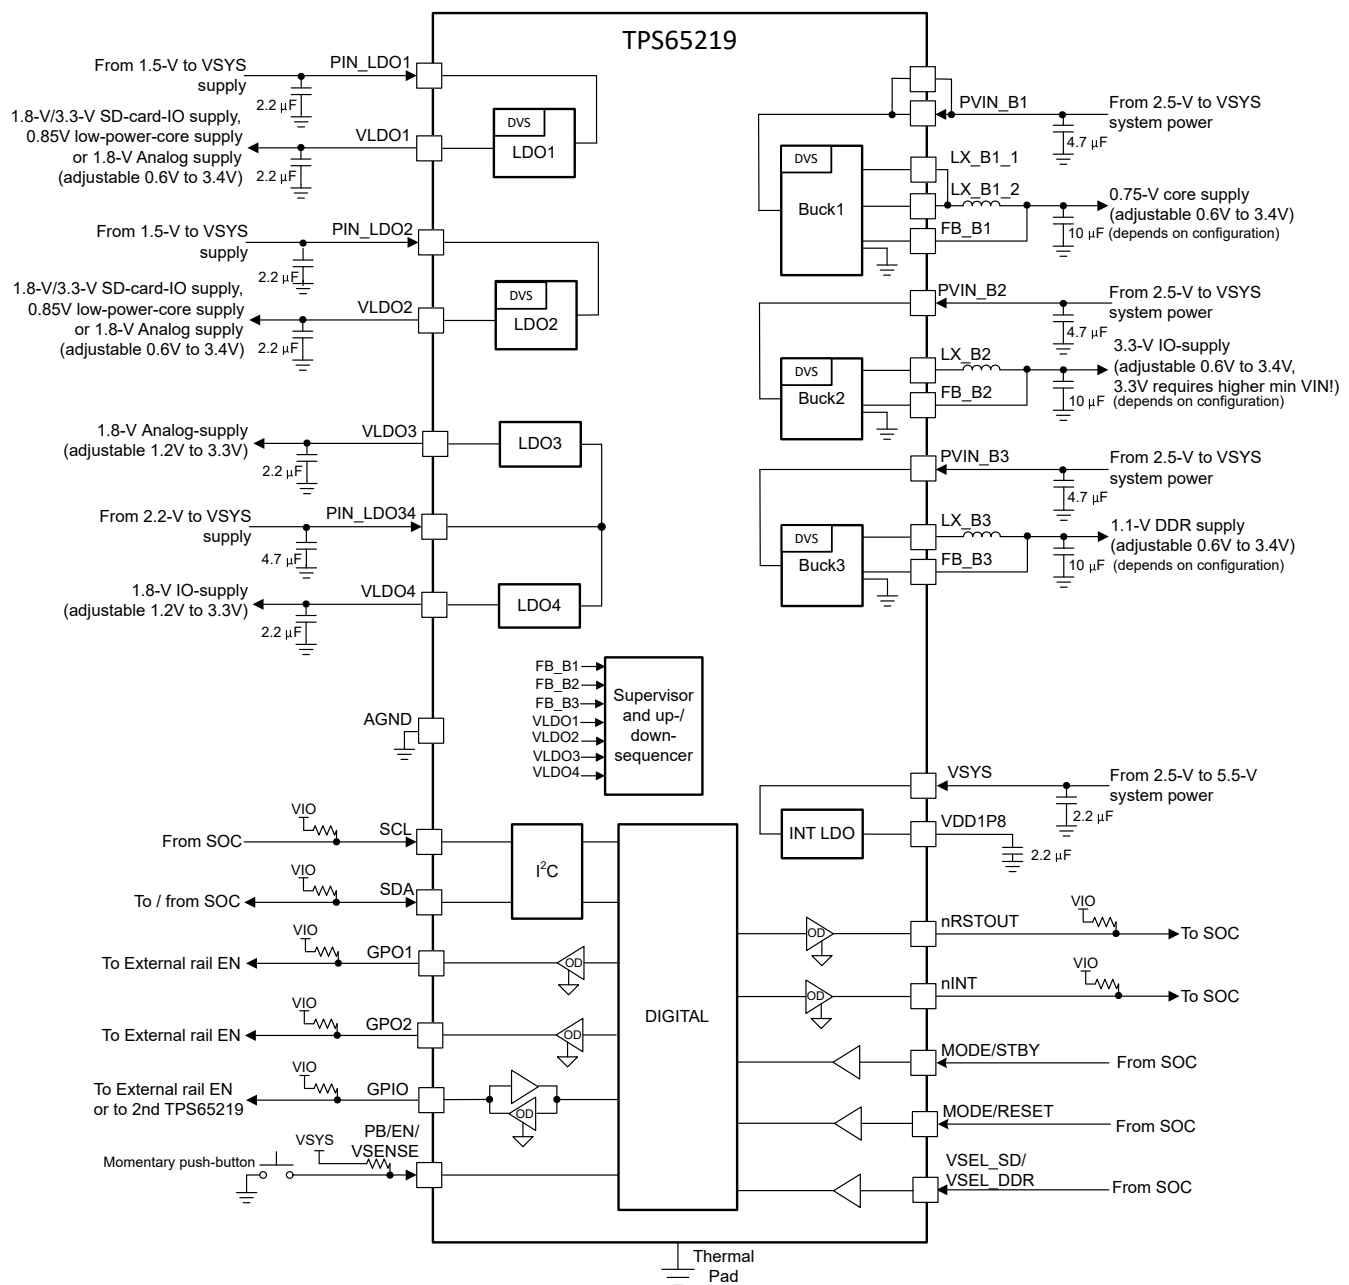 TPS65219
From 1.5-V to VSYS
supply
PIN_LDO1
2.2 µF
1.8-V/3.3-V SD-card-IO supply,
0.85V low-power-core supply
or 1.8-V Analog supply
(adjustable 0.6V to 3.4V)
VLDO1
2.2 µF
DVS
LDO1
From 1.5-V to VSYS
supply
PIN_LDO2
2.2 µF
1.8-V/3.3-V SD-card-IO supply,
0.85V low-power-core supply
or 1.8-V Analog supply
(adjustable 0.6V to 3.4V)
VLDO2
2.2 µF
DVS
LDO2
1.8-V Analog-supply
(adjustable 1.2V to 3.3V)
VLDO3
2.2 µF
LDO3
From 2.2-V to VSYS
supply
PIN_LDO34
4.7 µF
1.8-V IO-supply
(adjustable 1.2V to 3.3V)
VLDO4
2.2 µF
LDO4
PVIN_B1
From 2.5-V to VSYS
system power
4.7 µF
DVS
Buck1
LX_B1_1
LX_B1_2
FB_B1
0.75-V core supply
(adjustable 0.6V to 3.4V)
(depends on configuration)
10 µF
PVIN_B2
From 2.5-V to VSYS
system power
4.7 µF
DVS
Buck2
LX_B2
FB_B2
3.3-V IO-supply
(adjustable 0.6V to 3.4V,
3.3V requires higher min VIN!)
(depends on configuration)
10 µF
PVIN_B3
From 2.5-V to VSYS
system power
4.7 µF
DVS
Buck3
LX_B3
FB_B3
1.1-V DDR supply
(adjustable 0.6V to 3.4V)
(depends on configuration)
10 µF
FB_B1
FB_B2
FB_B3
VLDO1
VLDO2
VLDO3
VLDO4
Supervisor
and up-/
down-
sequencer
AGND
VSYS
From 2.5-V to 5.5-V
system power
2.2 µF
INT LDO
VDD1P8
2.2 µF
VIO
From SOC
SCL
I2C
VIO
To / from SOC
SDA
VIO
To External rail EN
GPO1
OD
VIO
To External rail EN
GPO2
OD
VIO
To External rail EN
or to 2nd TPS65219
GPIO
OD
Momentary push-button
VSYS
PB/EN/
VSENSE
DIGITAL
OD
nRSTOUT
VIO
To SOC
OD
nINT
VIO
To SOC
MODE/STBY
From SOC
MODE/RESET
From SOC
VSEL_SD/
VSEL_DDR
From SOC
Thermal
Pad